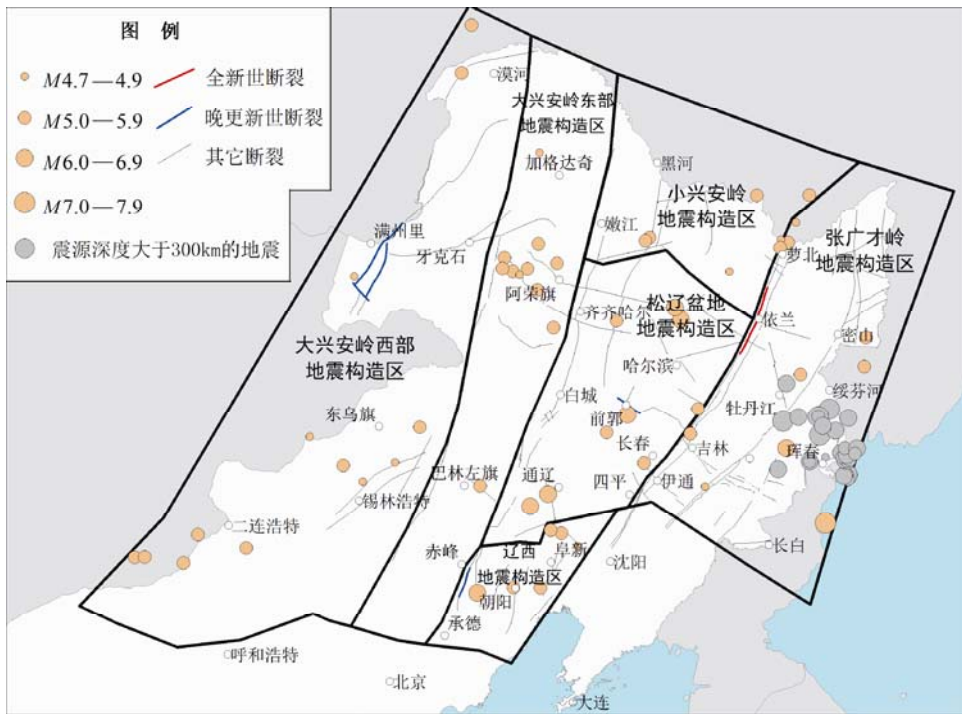 图 例
M4.7—4.9
全新世断裂
M5.0—5.9
晚更新世断裂
M6.0—6.9
其它断裂
M7.0—7.9
震源深度大于300km的地震
漠河
大兴安岭东部
地震构造区
加格达奇
黑河
小兴安岭
地震构造区
嫩江
满州里
牙克石
张广才岭
地震构造区
萝北
阿荣旗
齐齐哈尔
松辽盆地
地震构造区
依兰
密山
大兴安岭西部
地震构造区
哈尔滨
绥芬河
白城
牡丹江
东乌旗
前郭
长春
吉林
珲春
巴林左旗
通辽
四平
伊通
锡林浩特
二连浩特
赤峰
辽西
地震构造区
阜新
沈阳
长白
朝阳
承德
呼和浩特
北京
大连